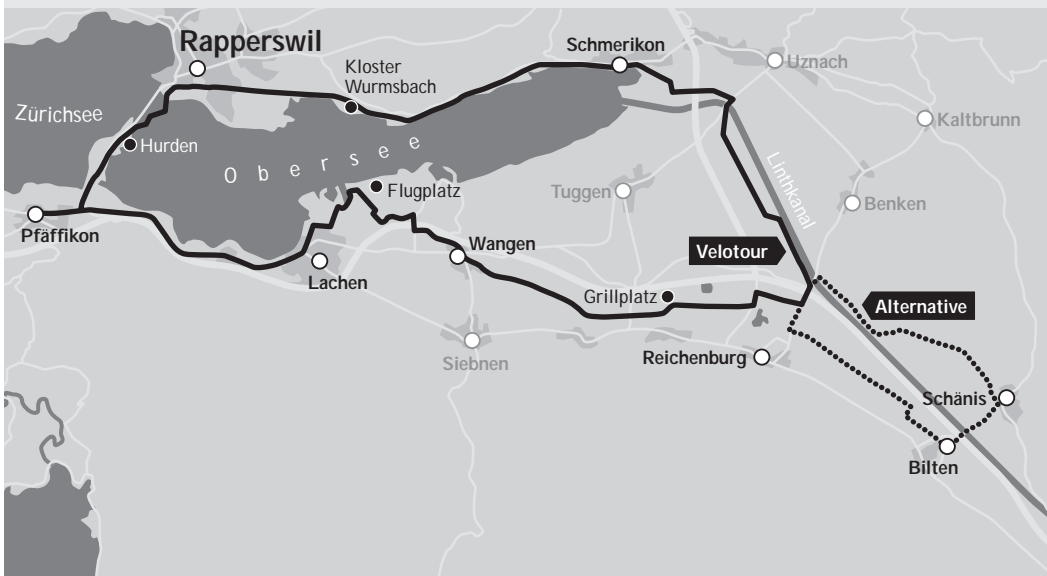 Rapperswil
Schmerikon
Uznach
Kloster
Wurmsbach
Zürichsee
Kaltbrunn
Hurden
Obersee
Linthkanal
Flugplatz
Tuggen
Benken
Pfäffikon
Wangen
Velotour
Lachen
Grillplatz
Alternative
Siebnen
Reichenburg
Schänis
Bilten